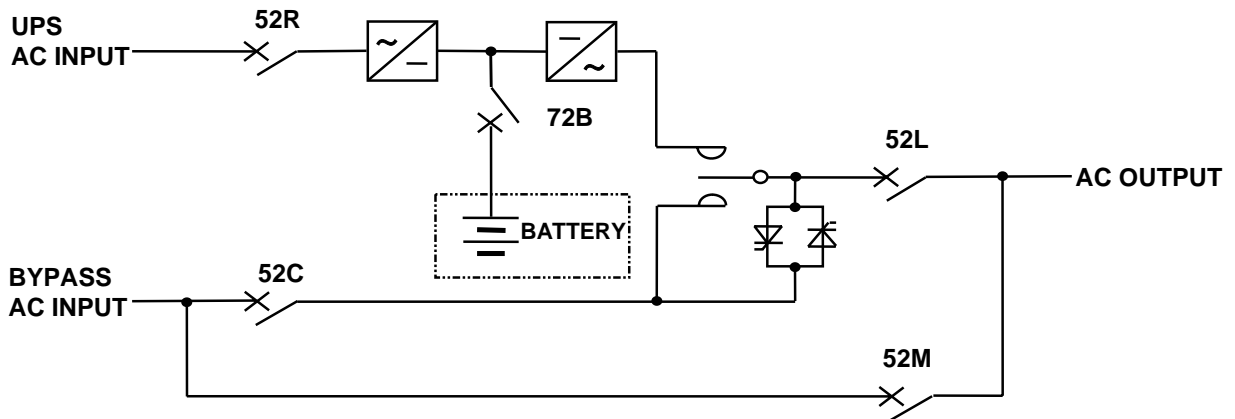 UPS
AC INPUT
52R
72B
52L
AC OUTPUT
BATTERY
BYPASS
AC INPUT
52C
52M